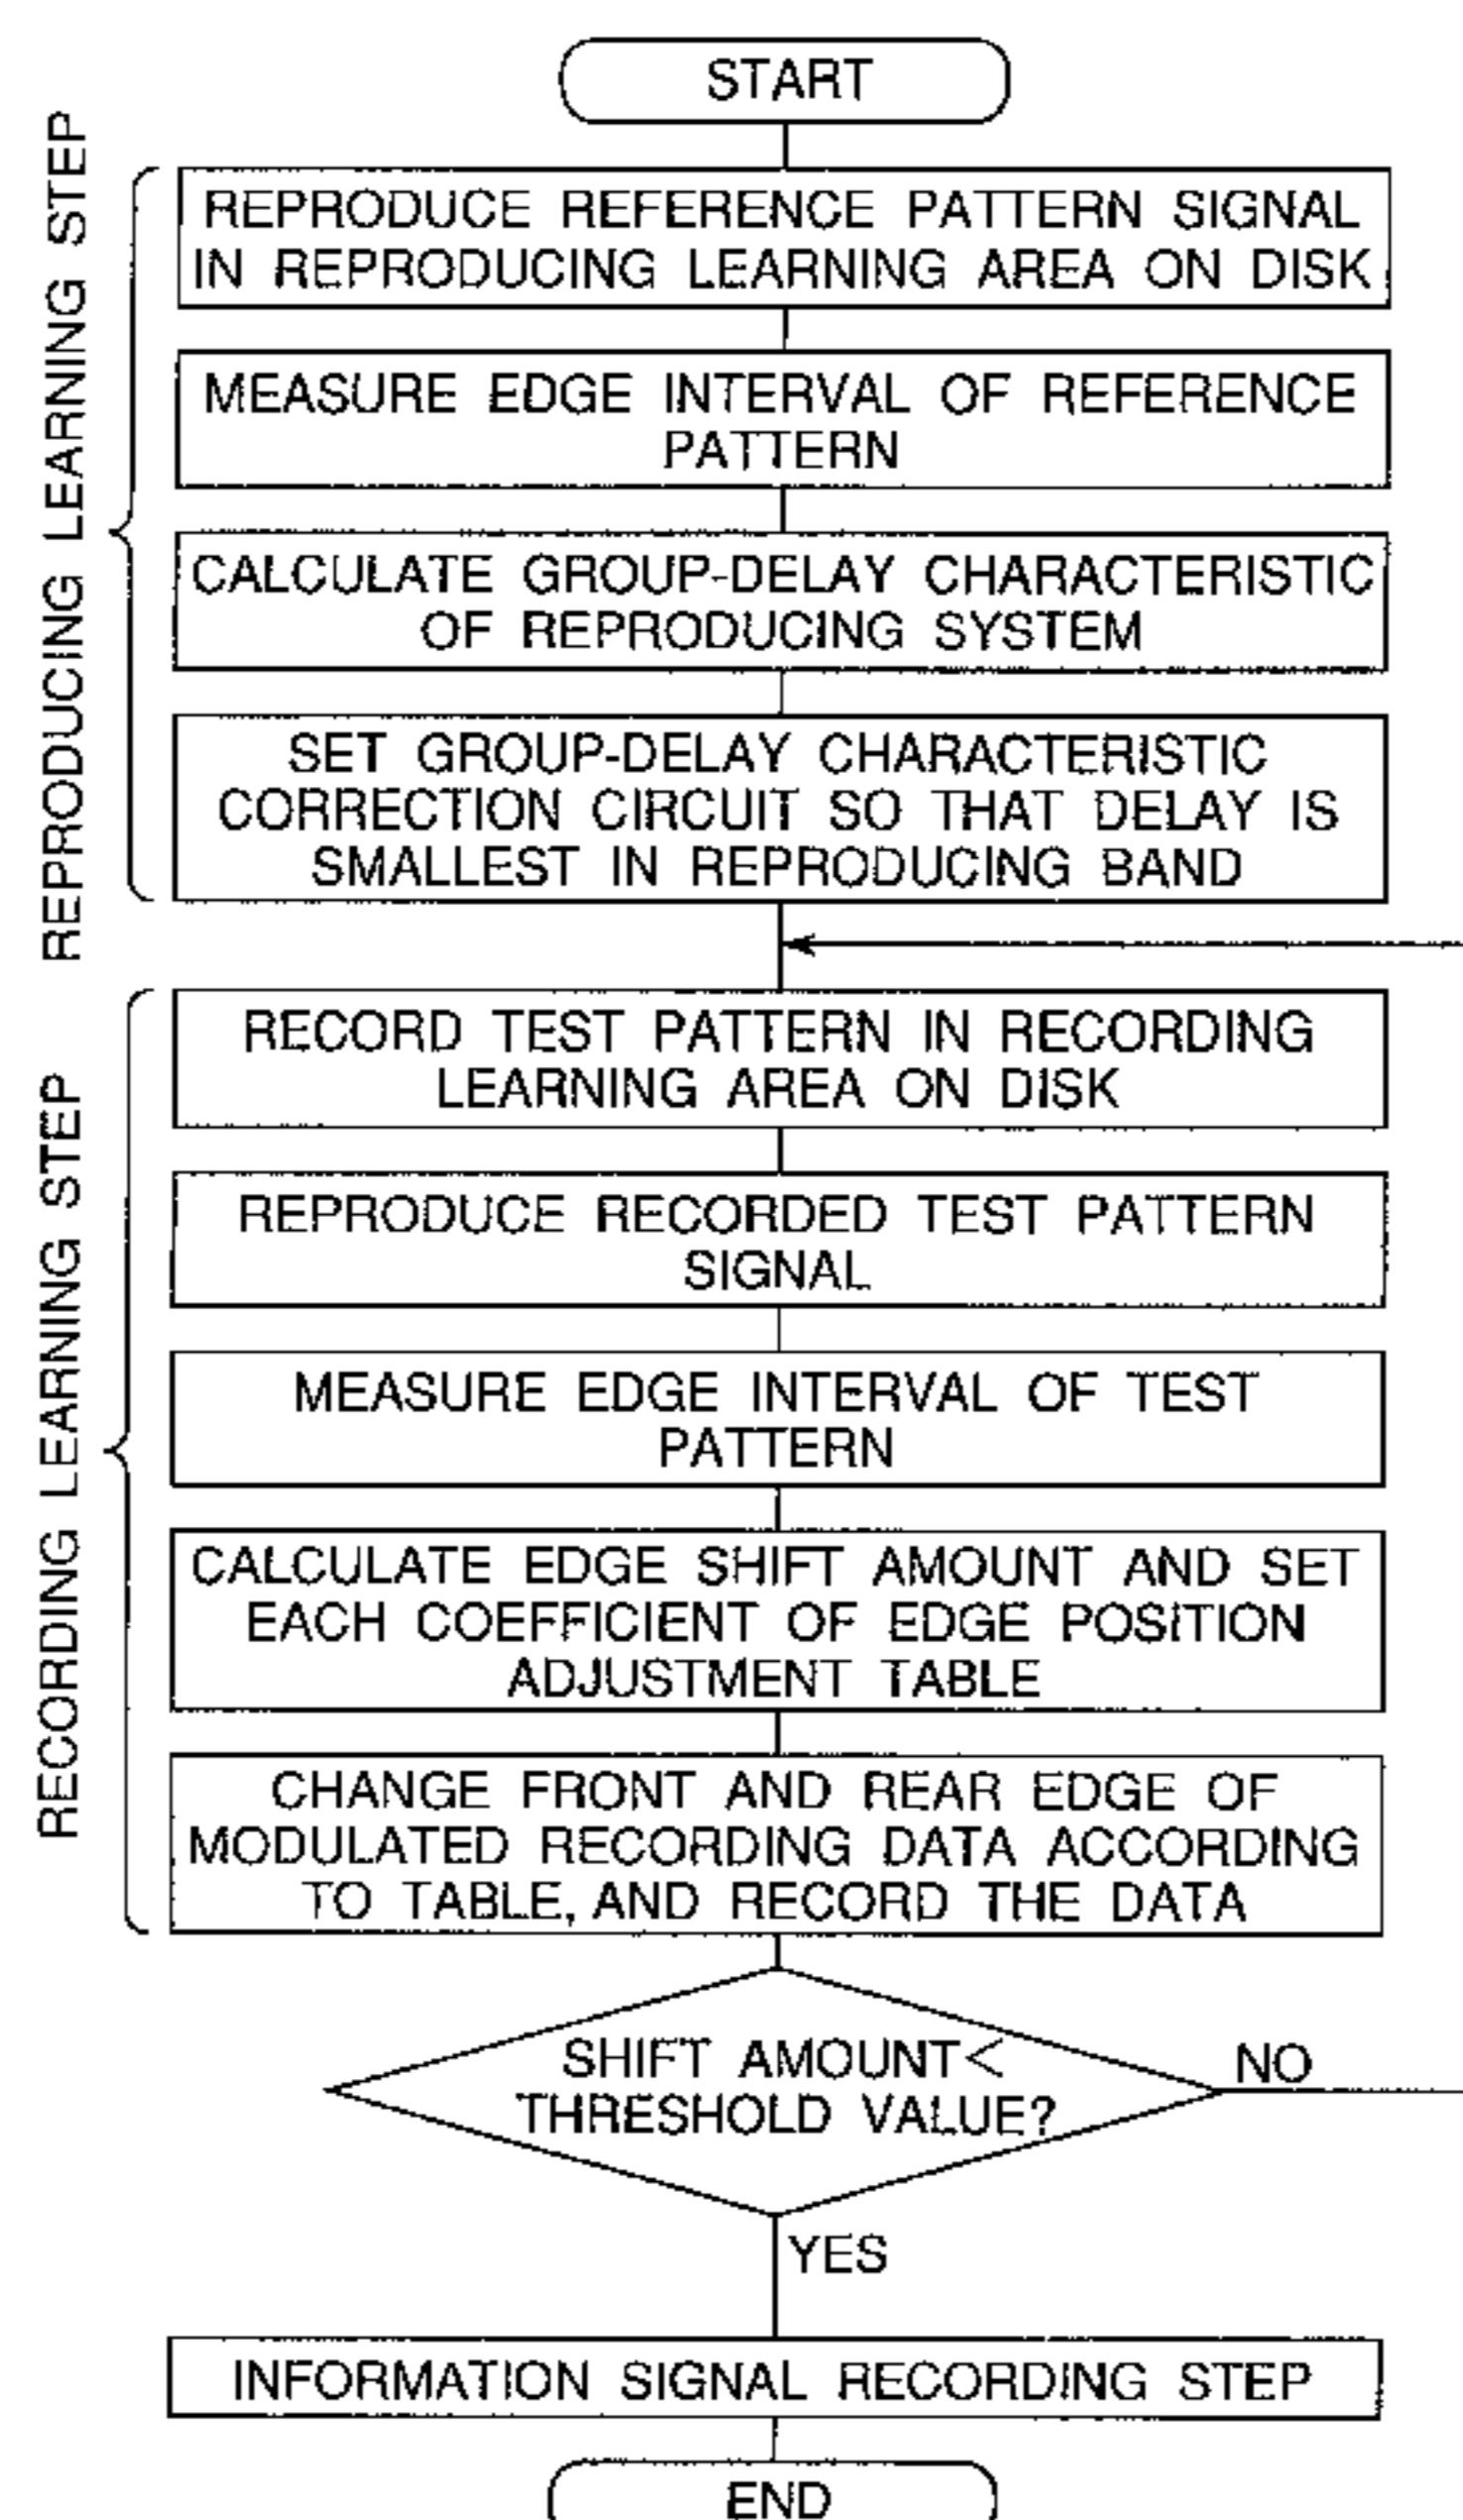 START
REPRODUCING LEARNING STEP
REPRODUCE REFERENCE PATTERN SIGNAL
IN REPRODUCING LEARNING AREA ON DISK
MEASURE EDGE INTERVAL OF REFERENCE
PATTERN
CALCULATE GROUP-DELAY CHARACTERISTIC
OF REPRODUCING SYSTEM
SET GROUP-DELAY CHARACTERISTIC
CORRECTION CIRCUIT SO THAT DELAY IS
SMALLEST IN REPRODUCING BAND
RECORDING LEARNING STEP
RECORD TEST PATTERN IN RECORDING
LEARNING AREA ON DISK
REPRODUCE RECORDED TEST PATTERN
SIGNAL
MEASURE EDGE INTERVAL OF TEST
PATTERN
CALCULATE EDGE SHIFT AMOUNT AND SET
EACH COEFFICIENT OF EDGE POSITION
ADJUSTMENT TABLE
CHANGE FRONT AND REAR EDGE OF
MODULATED RECORDING DATA ACCORDING
TO TABLE, AND RECORD THE DATA
SHIFT AMOUNT<
THRESHOLD VALUE?
NO
YES
INFORMATION SIGNAL RECORDING STEP
END